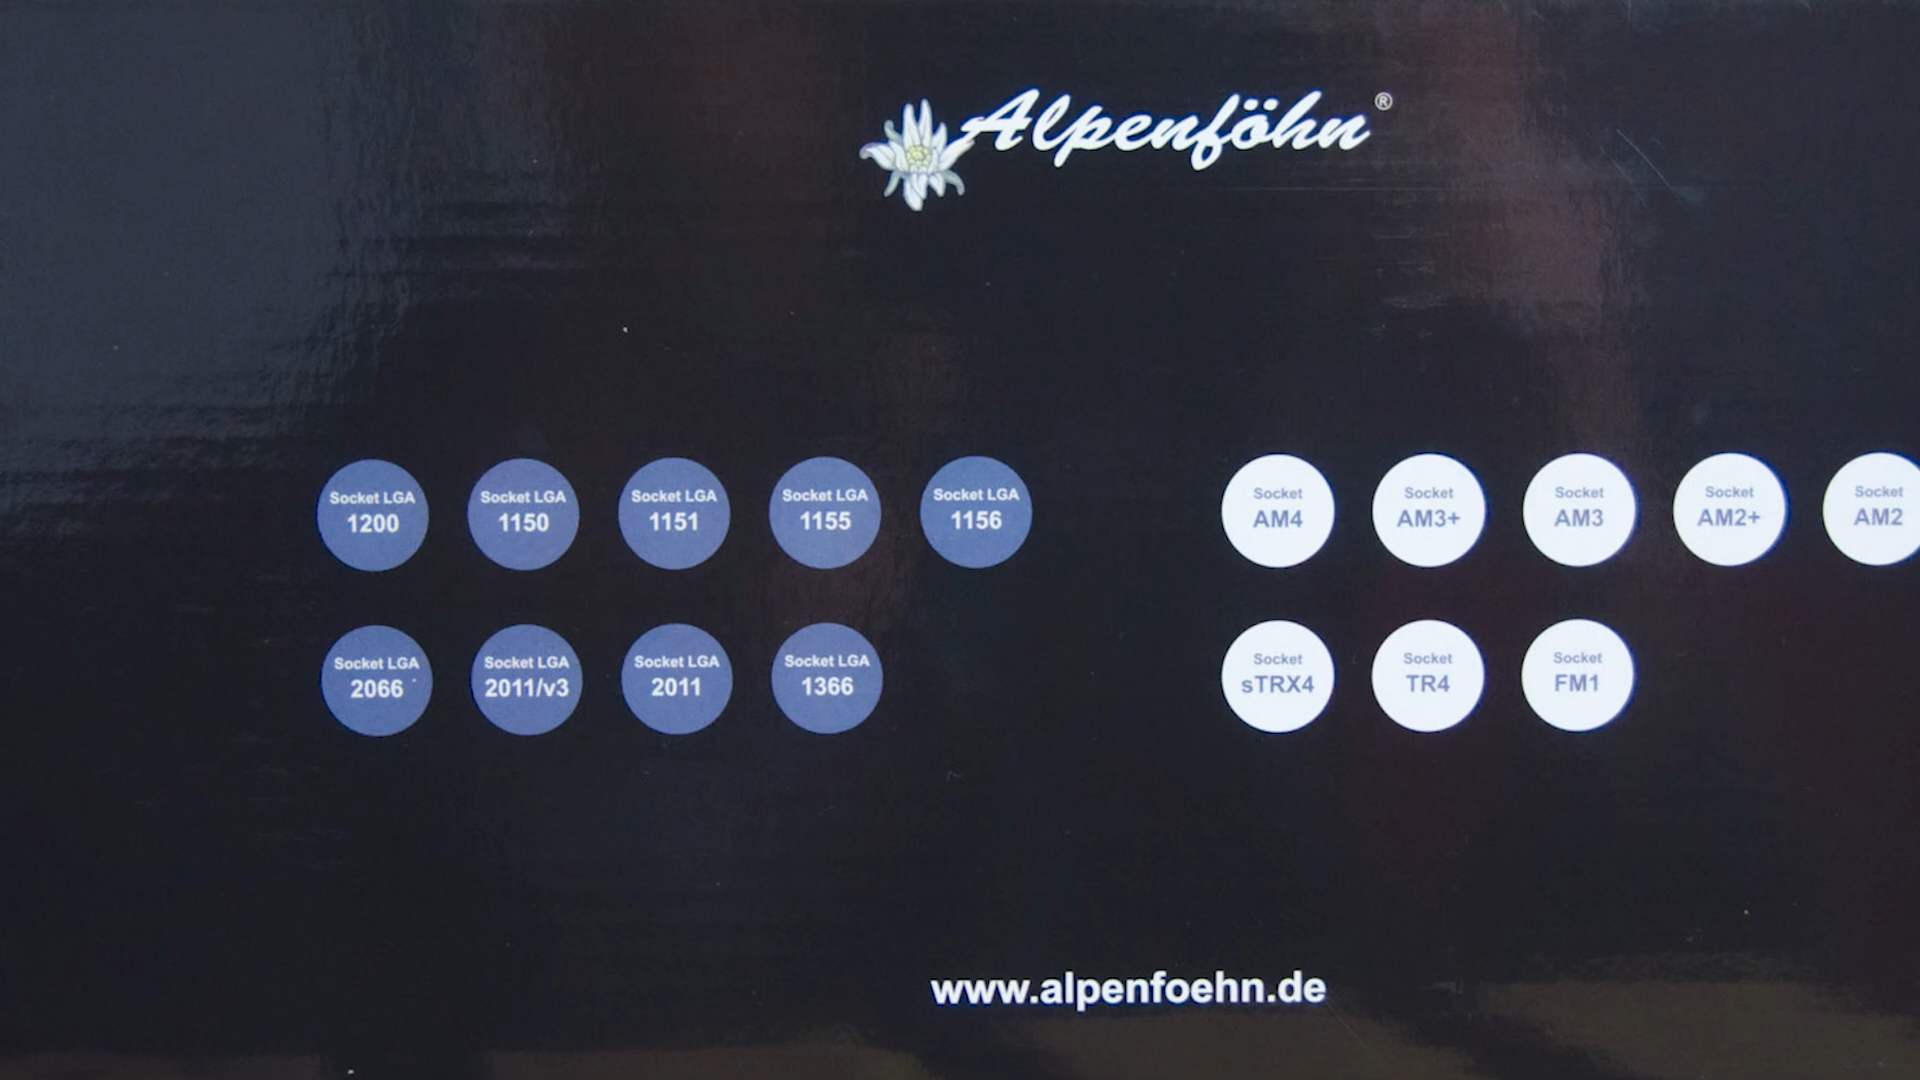 Alpenföhn®
Socket LGA 1200
Socket LGA 1150
Socket LGA 1151
Socket LGA 1155
Socket LGA 1156
Socket AM4
Socket AM3+
Socket AM3
Socket AM2+
Socket AM2
Socket LGA 2066
Socket LGA 2011/v3
Socket LGA 2011
Socket LGA 1366
Socket sTRX4
Socket TR4
Socket FM1
www.alpenfoehn.de